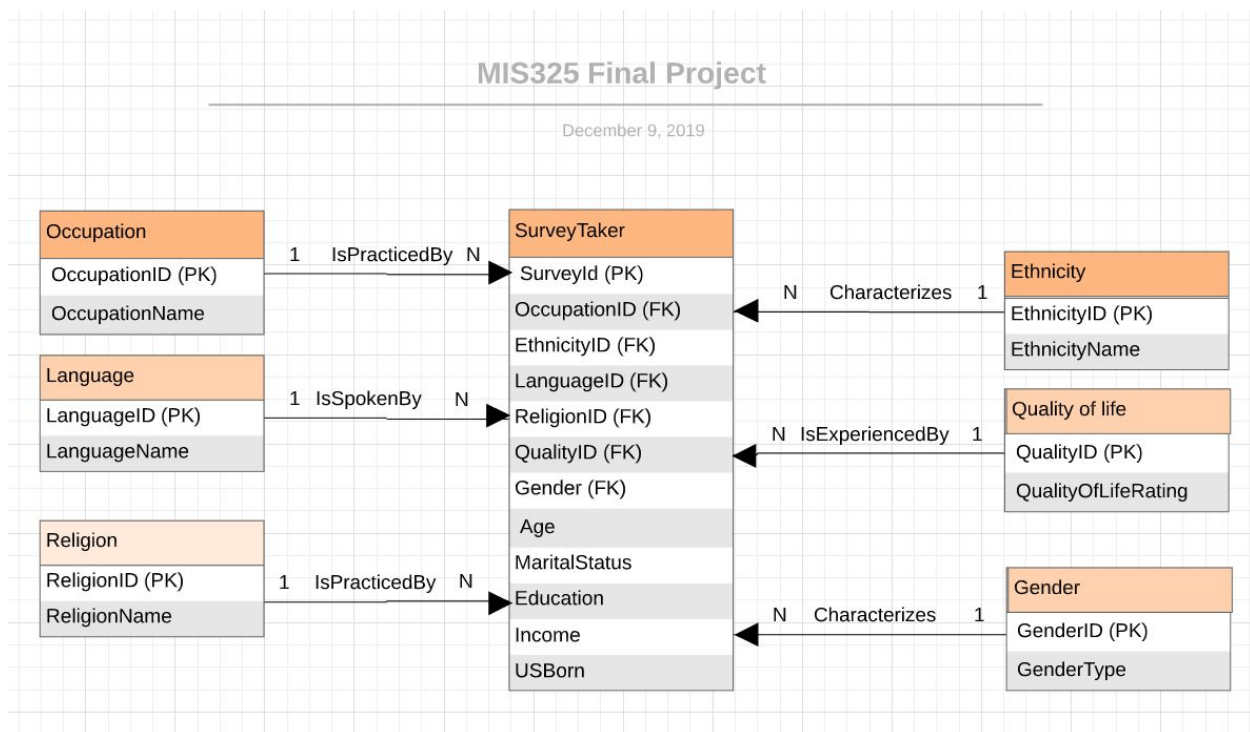 MIS325 Final Project
December 9, 2019
Occupation
OccupationID (PK)
OccupationName
1 IsPracticedBy N
Language
LanguageID (PK)
LanguageName
1 IsSpokenBy N
Religion
ReligionID (PK)
ReligionName
1 IsPracticedBy N
SurveyTaker
SurveyId (PK)
OccupationID (FK)
EthnicityID (FK)
LanguageID (FK)
ReligionID (FK)
QualityID (FK)
Gender (FK)
Age
MaritalStatus
Education
Income
USBorn
N Characterizes 1
Ethnicity
EthnicityID (PK)
EthnicityName
N IsExperiencedBy 1
Quality of life
QualityID (PK)
QualityOfLifeRating
N Characterizes 1
Gender
GenderID (PK)
GenderType